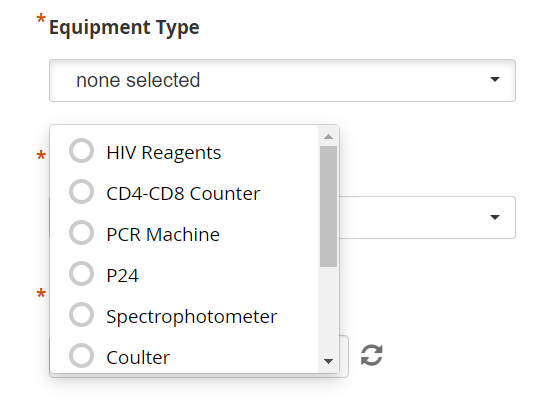 * Equipment Type
none selected
*
HIV Reagents
CD4-CD8 Counter
PCR Machine
P24
*
Spectrophotometer
Coulter